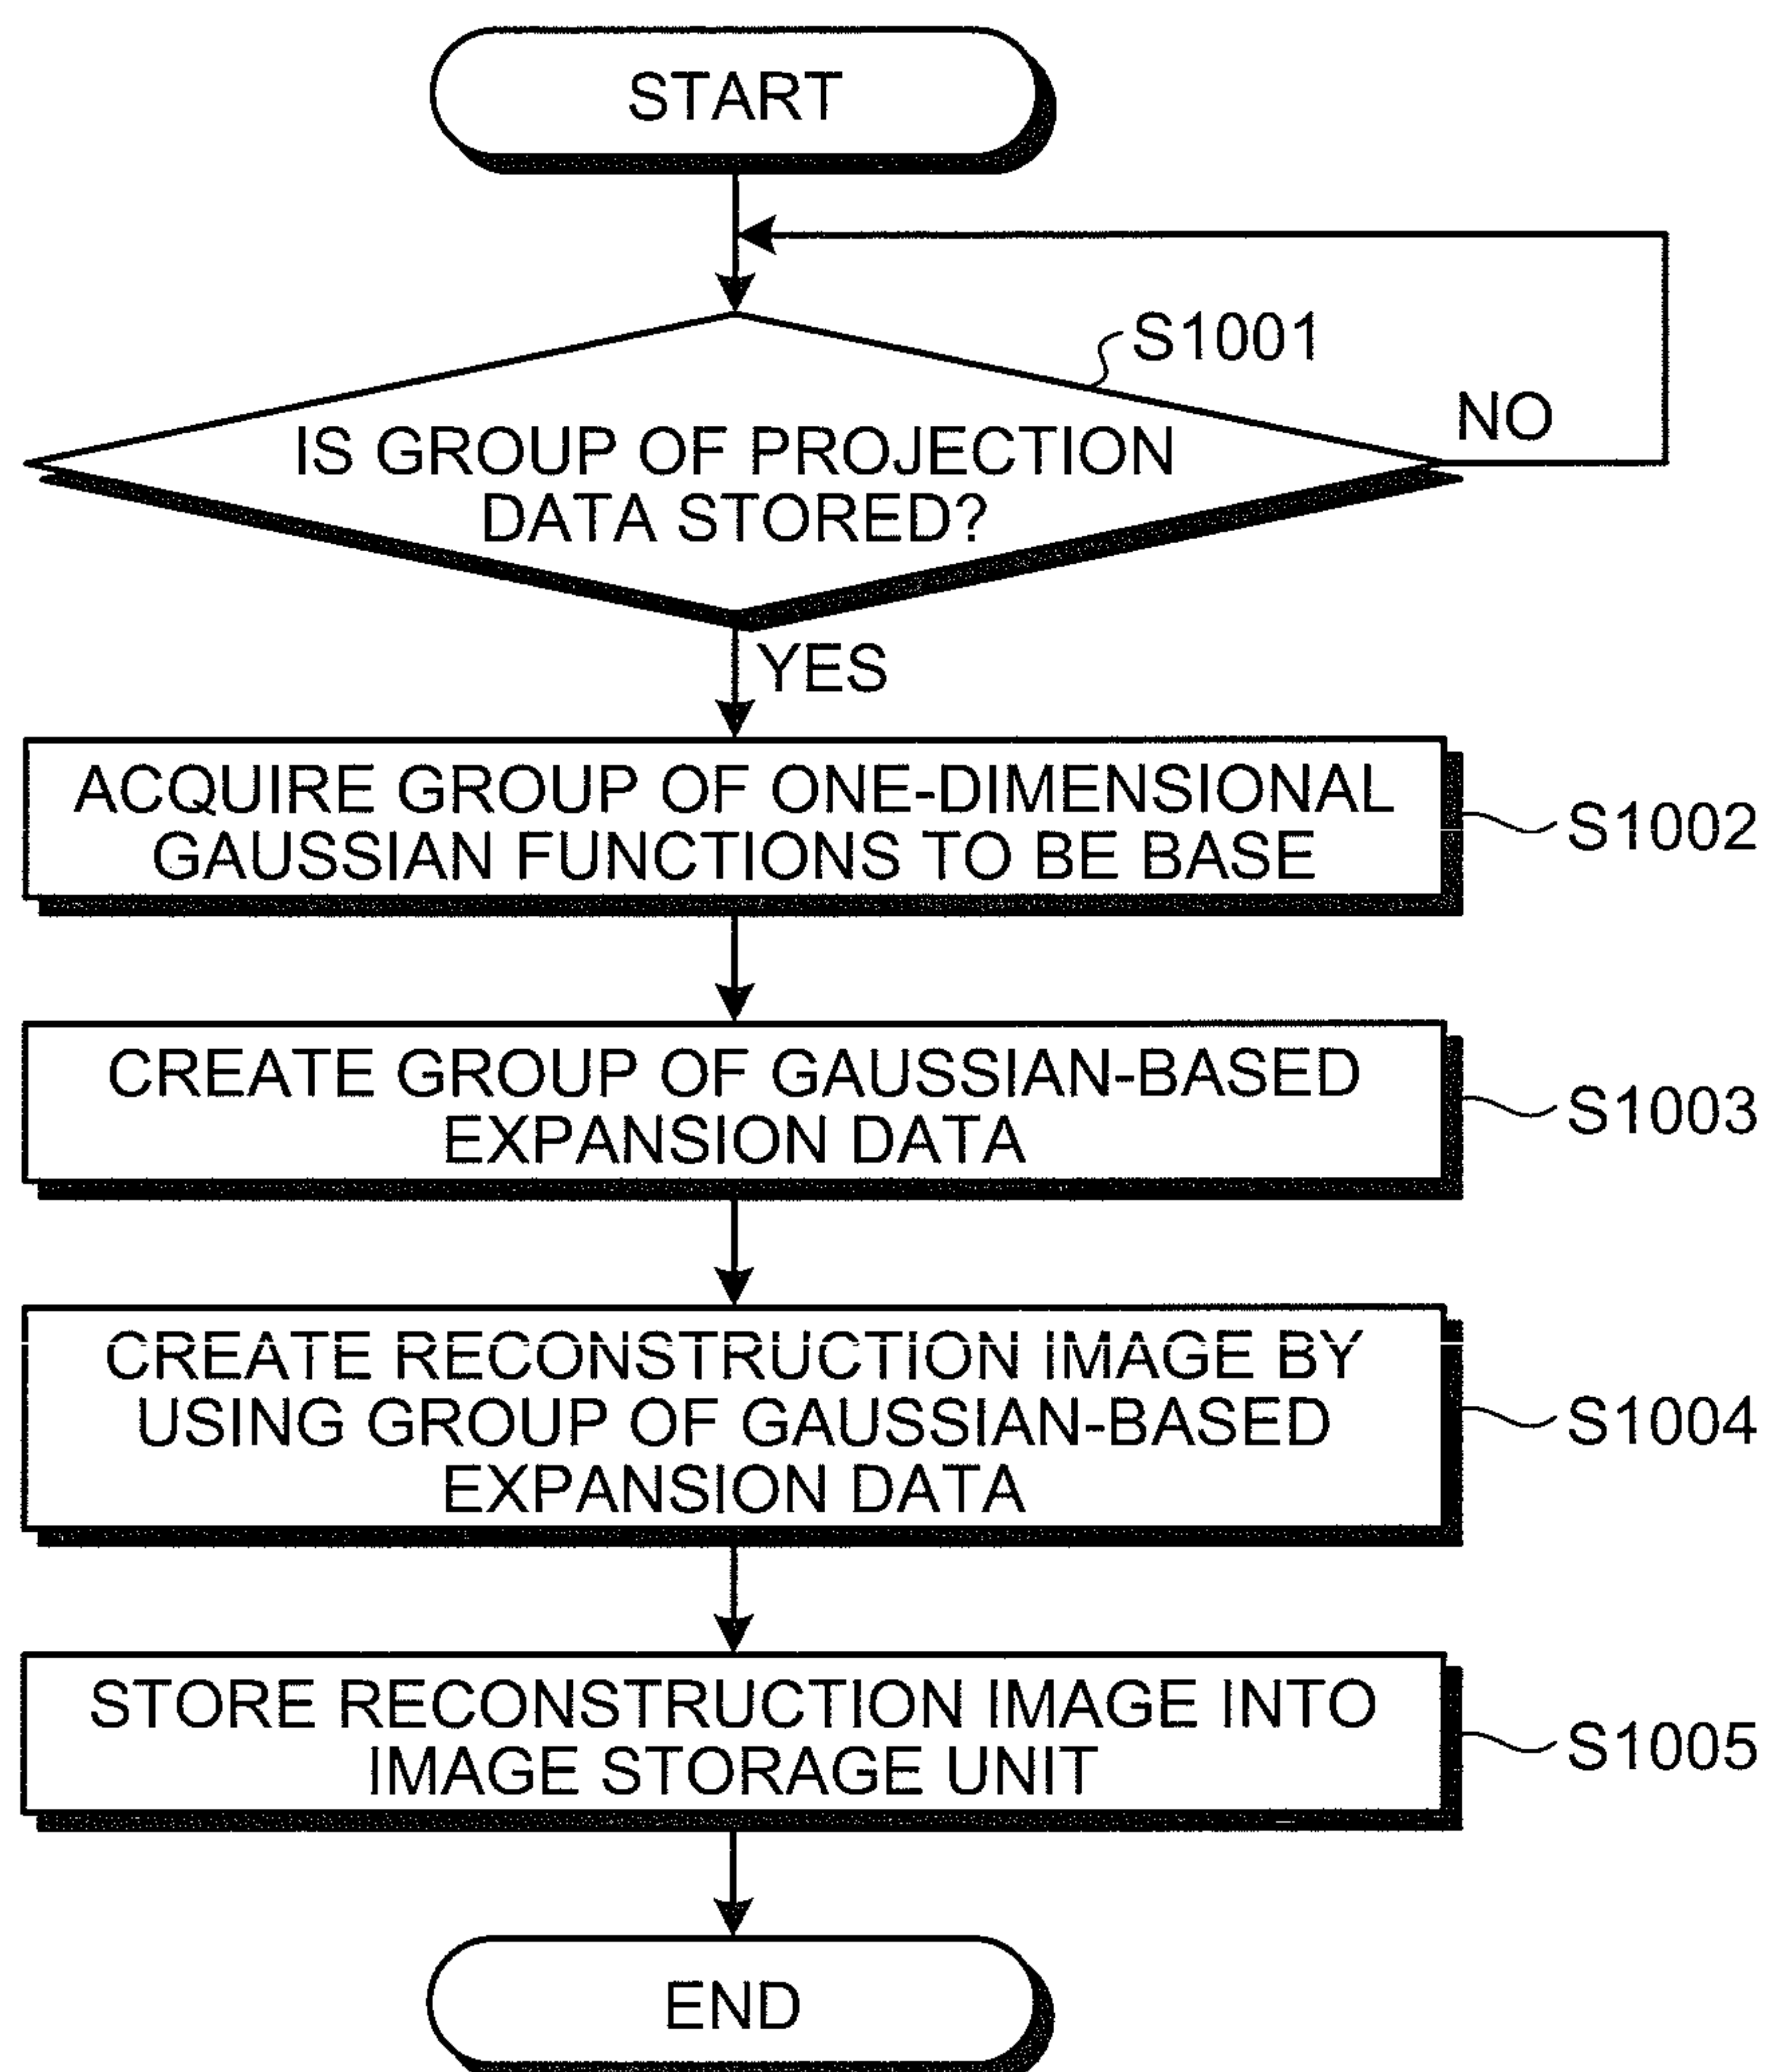 START
S1001
NO
IS GROUP OF PROJECTION
DATA STORED?
YES
ACQUIRE GROUP OF ONE-DIMENSIONAL
GAUSSIAN FUNCTIONS TO BE BASE
S1002
CREATE GROUP OF GAUSSIAN-BASED
EXPANSION DATA
S1003
CREATE RECONSTRUCTION IMAGE BY
USING GROUP OF GAUSSIAN-BASED
EXPANSION DATA
S1004
STORE RECONSTRUCTION IMAGE INTO
IMAGE STORAGE UNIT
S1005
END